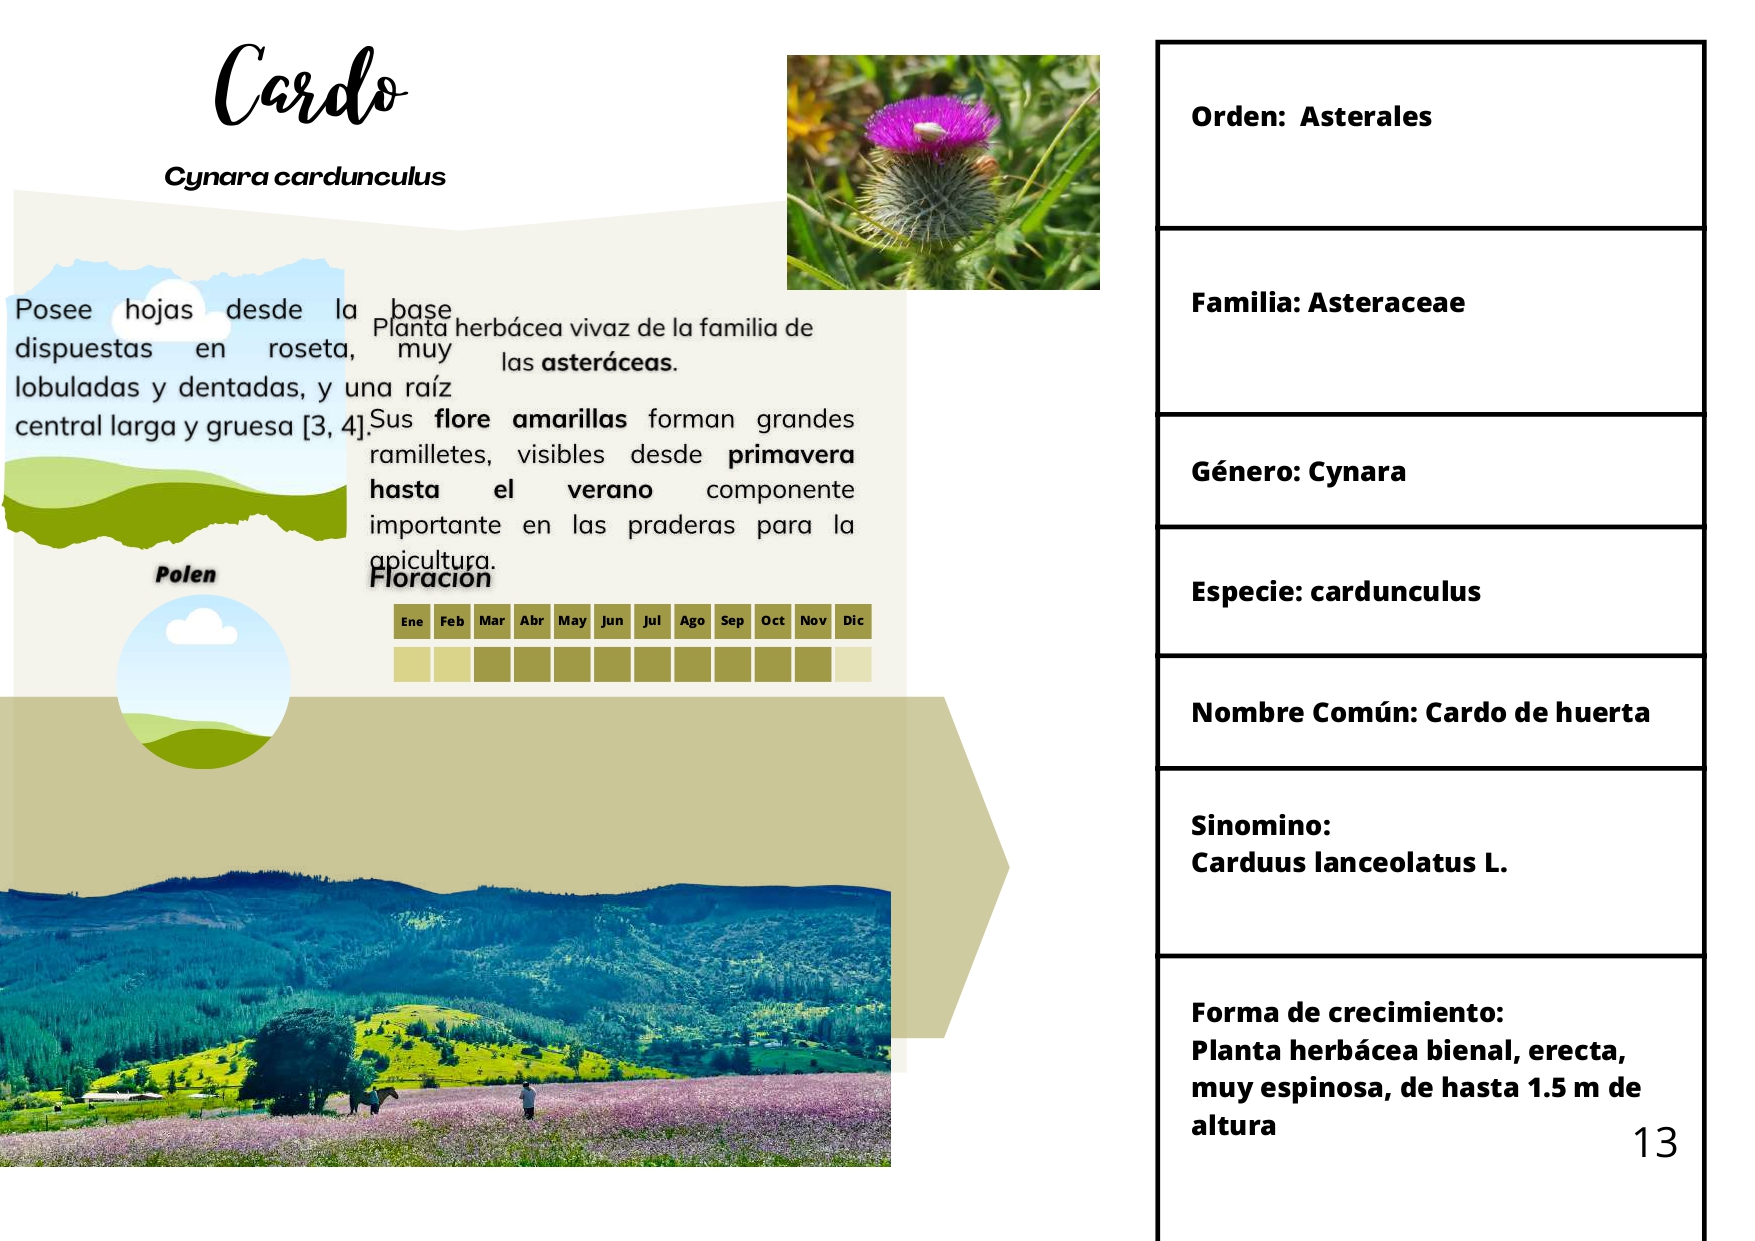 Cardo
Cynara cardunculus
Posee hojas desde la base
dispuestas en roseta, muy
lobuladas y dentadas, y una raíz
central larga y gruesa [3, 4].
Planta herbácea vivaz de la familia de
las asteráceas.
Sus flore amarillas forman grandes
ramilletes, visibles desde primavera
hasta el verano componente
importante en las praderas para la
apicultura.
Polen
Floración
Ene Feb Mar Abr May Jun Jul Ago Sep Oct Nov Dic
Orden:  Asterales
Familia: Asteraceae
Género: Cynara
Especie: cardunculus
Nombre Común: Cardo de huerta
Sinomino:
Carduus lanceolatus L.
Forma de crecimiento:
Planta herbácea bienal, erecta,
muy espinosa, de hasta 1.5 m de
altura
13